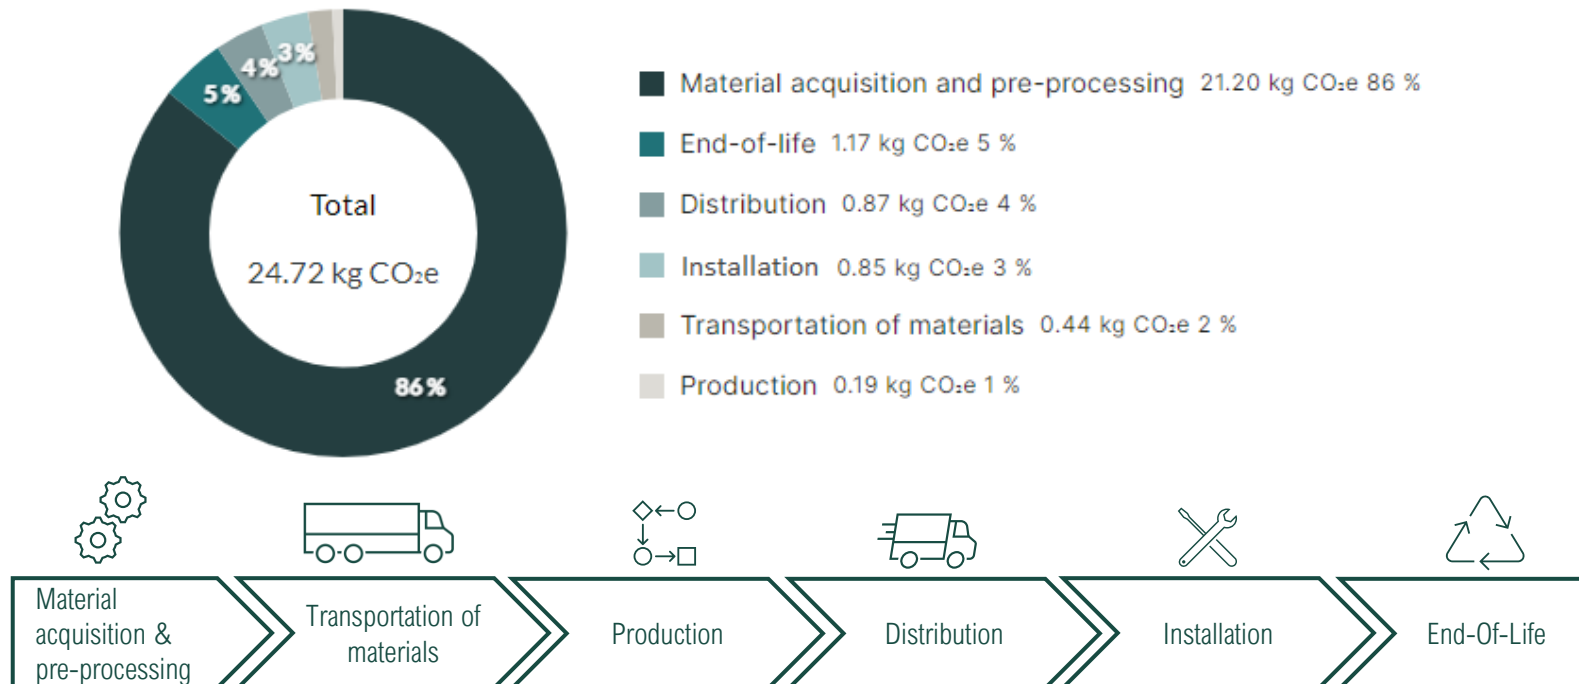 3%
4%
5%
Total
24.72 kg CO₂e
86%
Material acquisition and pre-processing 21.20 kg CO₂e 86 %
End-of-life 1.17 kg CO₂e 5 %
Distribution 0.87 kg CO₂e 4 %
Installation 0.85 kg CO₂e 3 %
Transportation of materials 0.44 kg CO₂e 2 %
Production 0.19 kg CO₂e 1 %
Material
acquisition &
pre-processing
Transportation of
materials
Production
Distribution
Installation
End-Of-Life